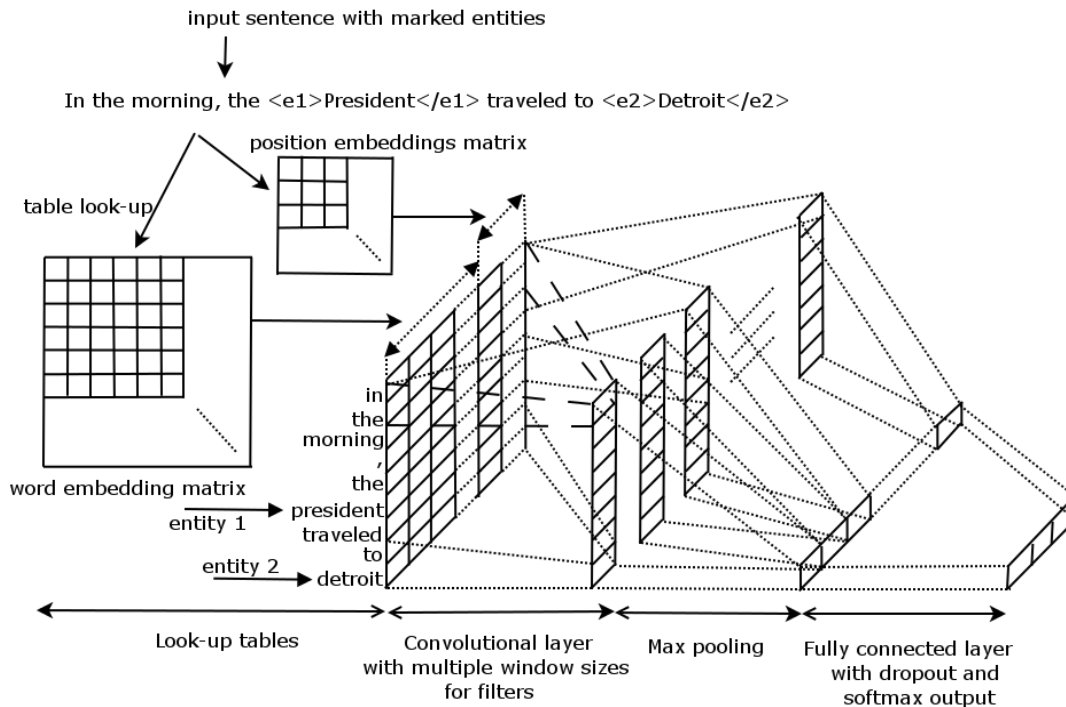 input sentence with marked entities
In the morning, the <e1>President</e1> traveled to <e2>Detroit</e2>
position embeddings matrix
table look-up
in
the
morning
,
the
word embedding matrix
president
entity 1
traveled
to
entity 2
detroit
Look-up tables
Convolutional layer
with multiple window sizes
for filters
Max pooling
Fully connected layer
with dropout and
softmax output